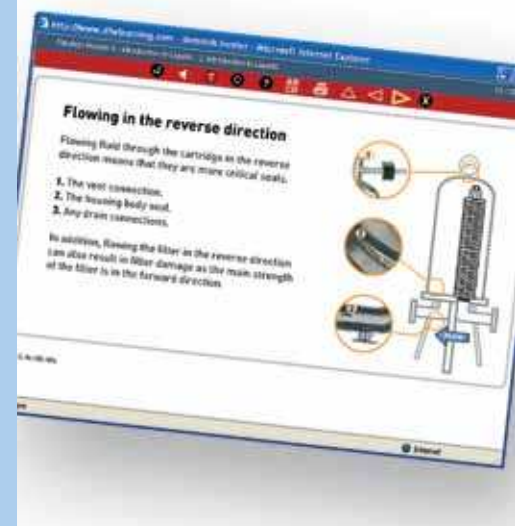 Flowing in the reverse direction
Flowing fluid through the cartridge in the reverse
direction means that they are more critical seals.
1. The vent connection.
2. The housing body seal.
3. Any drain connections.
In addition, flowing the filter in the reverse direction
can also result in filter damage as the main strength
of the filter is in the forward direction
Internet